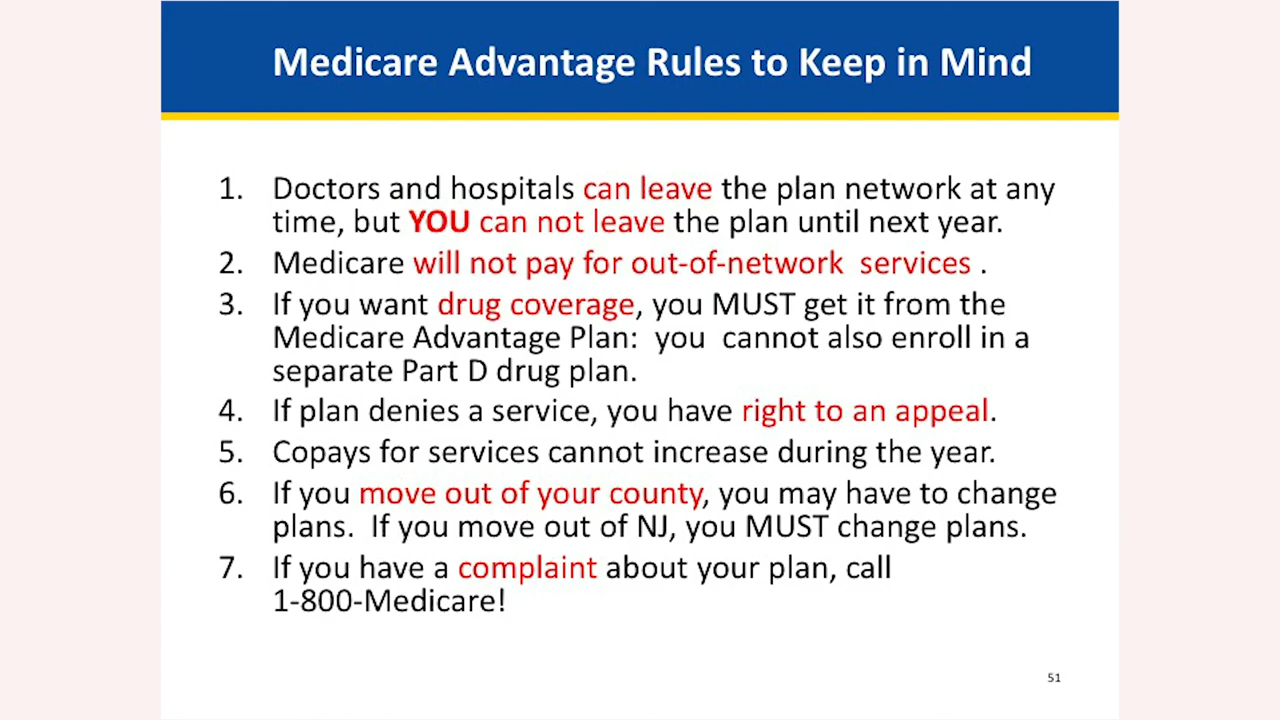 Medicare Advantage Rules to Keep in Mind
1. Doctors and hospitals can leave the plan network at any
time, but YOU can not leave the plan until next year.
2. Medicare will not pay for out-of-network  services .
3. If you want drug coverage, you MUST get it from the
Medicare Advantage Plan:  you  cannot also enroll in a
separate Part D drug plan.
4. If plan denies a service, you have right to an appeal.
5. Copays for services cannot increase during the year.
6. If you move out of your county, you may have to change
plans.  If you move out of NJ, you MUST change plans.
7. If you have a complaint about your plan, call
1-800-Medicare!
51